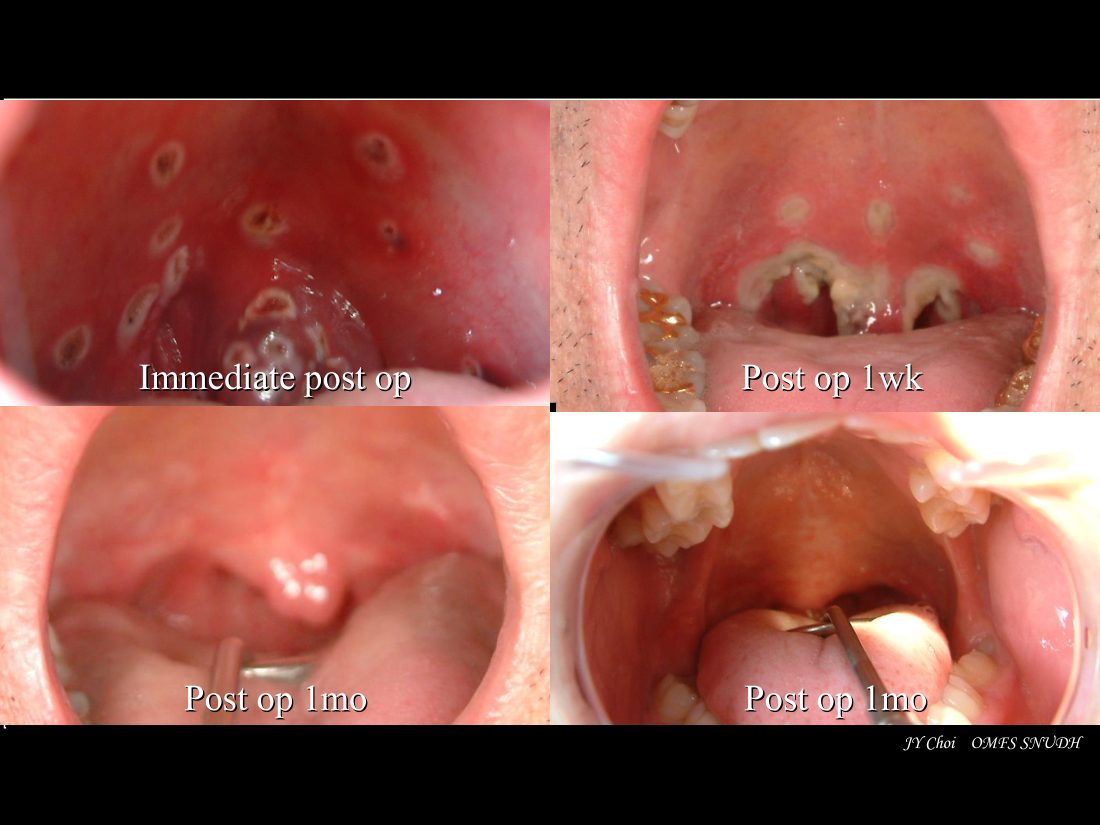 Immediate post op
Post op 1wk
Post op 1mo
Post op 1mo
JY Choi OMFS SNUDH